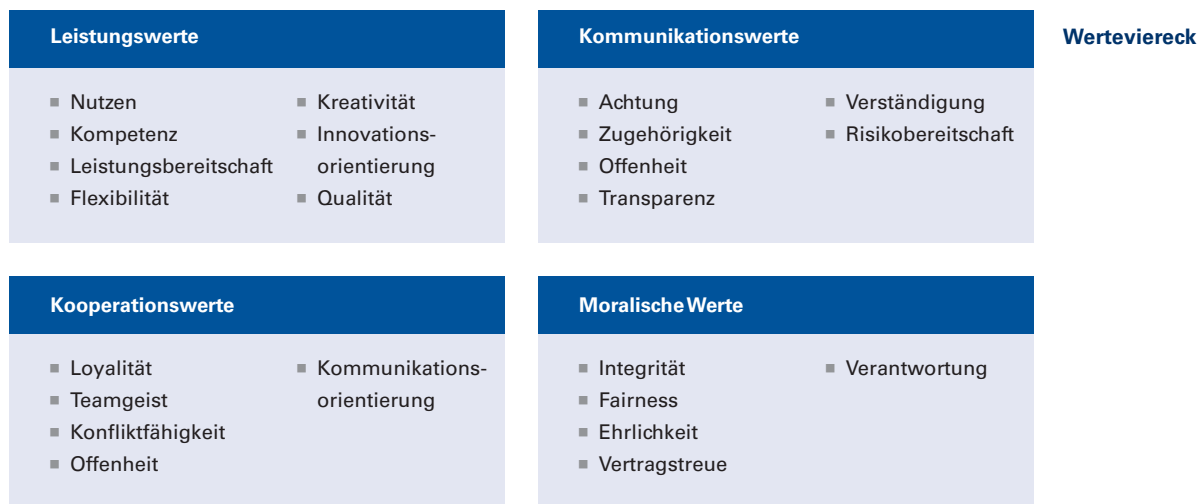 Leistungswerte
■ Nutzen
■ Kompetenz
■ Leistungsbereitschaft
■ Flexibilität
■ Kreativität
■ Innovations-
orientierung
■ Qualität
Kommunikationswerte
■ Achtung
■ Zugehörigkeit
■ Offenheit
■ Transparenz
■ Verständigung
■ Risikobereitschaft
Werteviereck
Kooperationswerte
■ Loyalität
■ Teamgeist
■ Konfliktfähigkeit
■ Offenheit
■ Kommunikations-
orientierung
Moralische Werte
■ Integrität
■ Fairness
■ Ehrlichkeit
■ Vertragstreue
■ Verantwortung